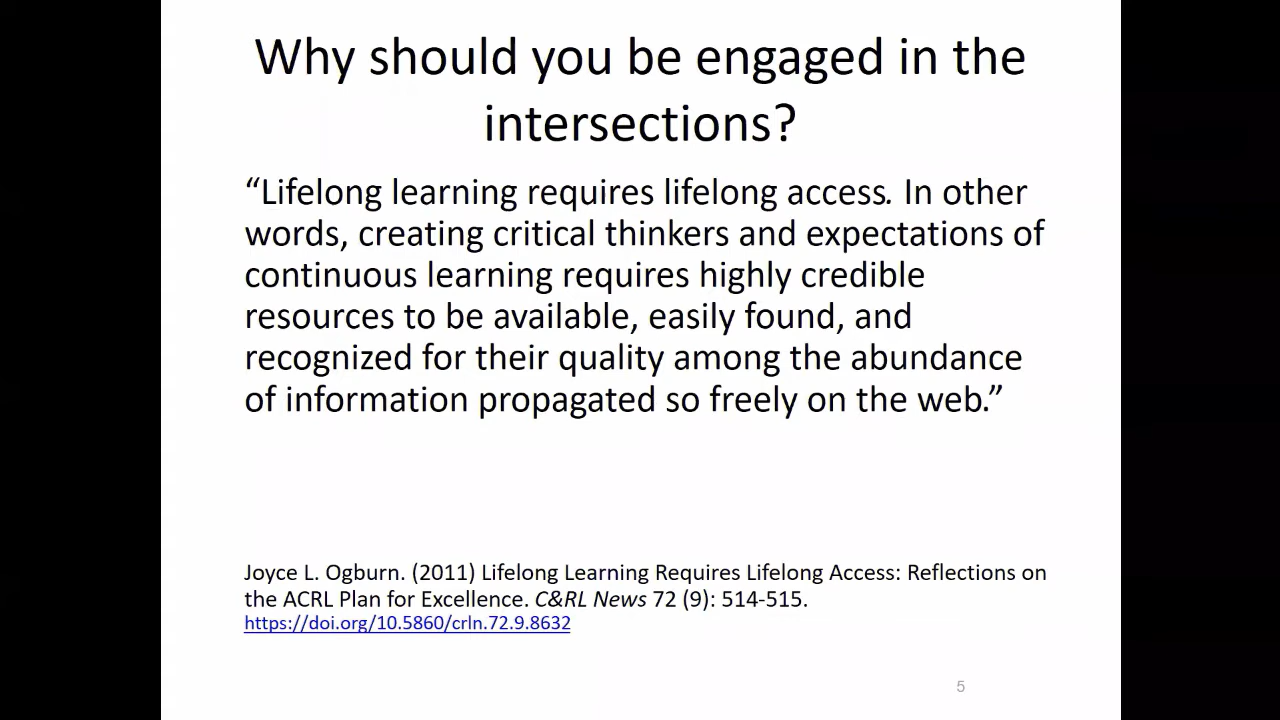 Why should you be engaged in the
intersections?
“Lifelong learning requires lifelong access. In other
words, creating critical thinkers and expectations of
continuous learning requires highly credible
resources to be available, easily found, and
recognized for their quality among the abundance
of information propagated so freely on the web.”
Joyce L. Ogburn. (2011) Lifelong Learning Requires Lifelong Access: Reflections on
the ACRL Plan for Excellence. C&RL News 72 (9): 514-515.
https://doi.org/10.5860/crln.72.9.8632
5